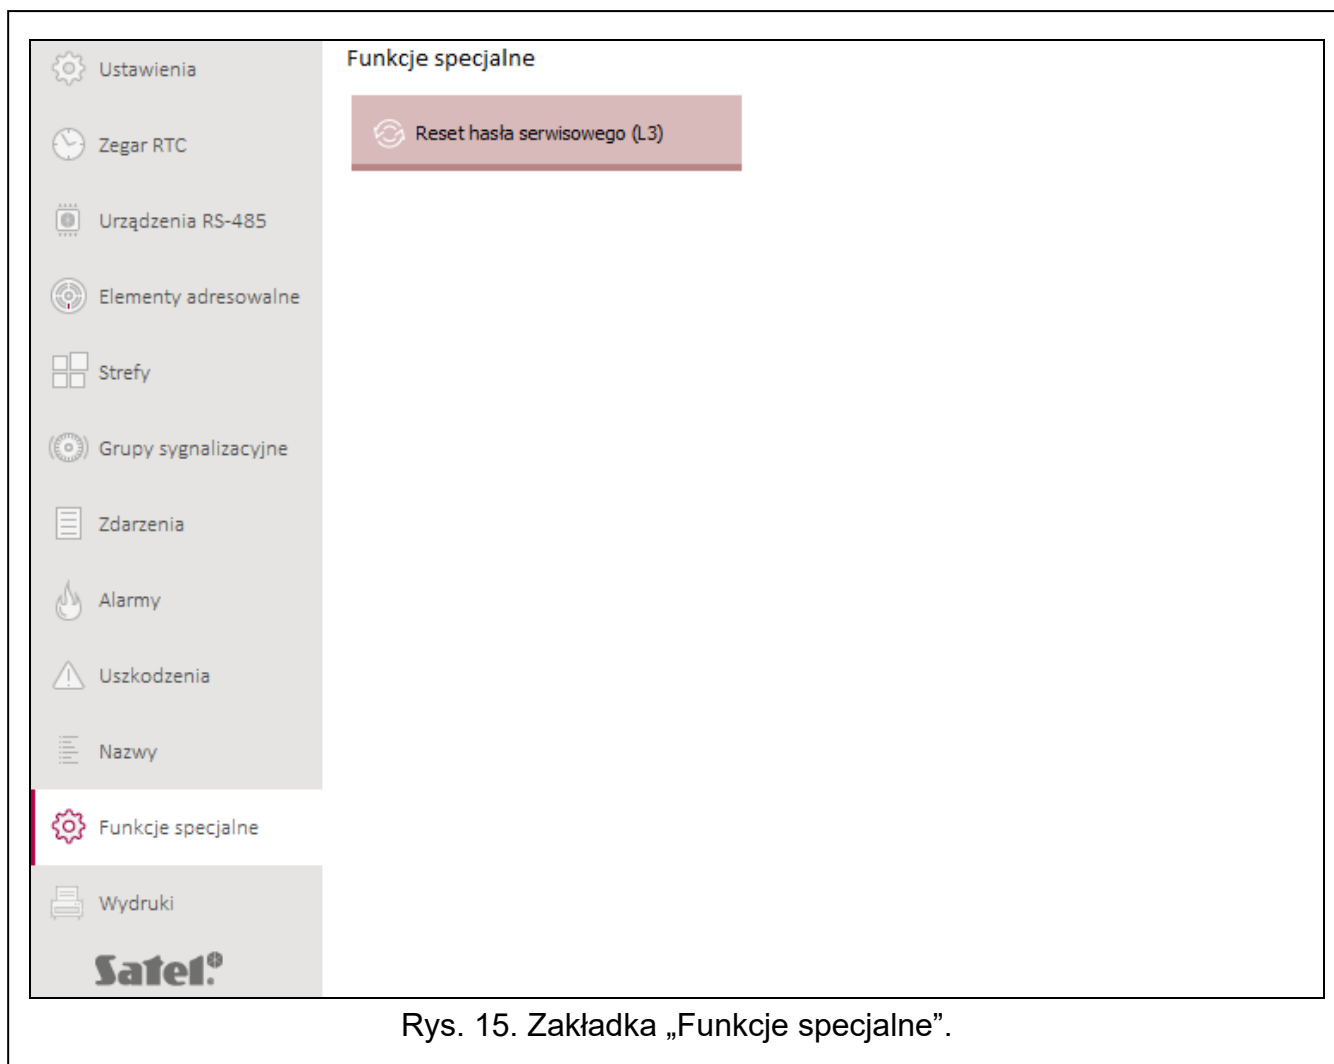 Ustawienia
Zegar RTC
Urządzenia RS-485
Elementy adresowalne
Strefy
Grupy sygnalizacyjne
Zdarzenia
Alarmy
Uszkodzenia
Nazwy
Funkcje specjalne
Wydruki
Satel.®
Funkcje specjalne
Reset hasła serwisowego (L3)
Rys. 15. Zakładka „Funkcje specjalne”.